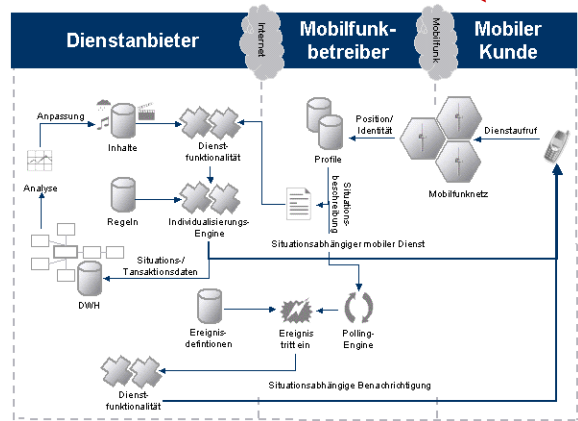 Dienstanbieter
Internet
Mobilfunk-
betreiber
Mobilfunk
Mobiler
Kunde
Anpassung
Inhalte
Dienst-
funktionalität
Profile
Position/
Identität
Mobilfunknetz
Dienstaufruf
Analyse
Regeln
Individualisierungs-
Engine
Situations-
beschreibung
Situationsabhängiger mobiler Dienst
Situations-/
Tansaktionsdaten
DWH
Ereignis-
defintionen
Ereignis
tritt ein
Polling-
Engine
Dienst-
funktionalität
Situationsabhängige Benachrichtigung